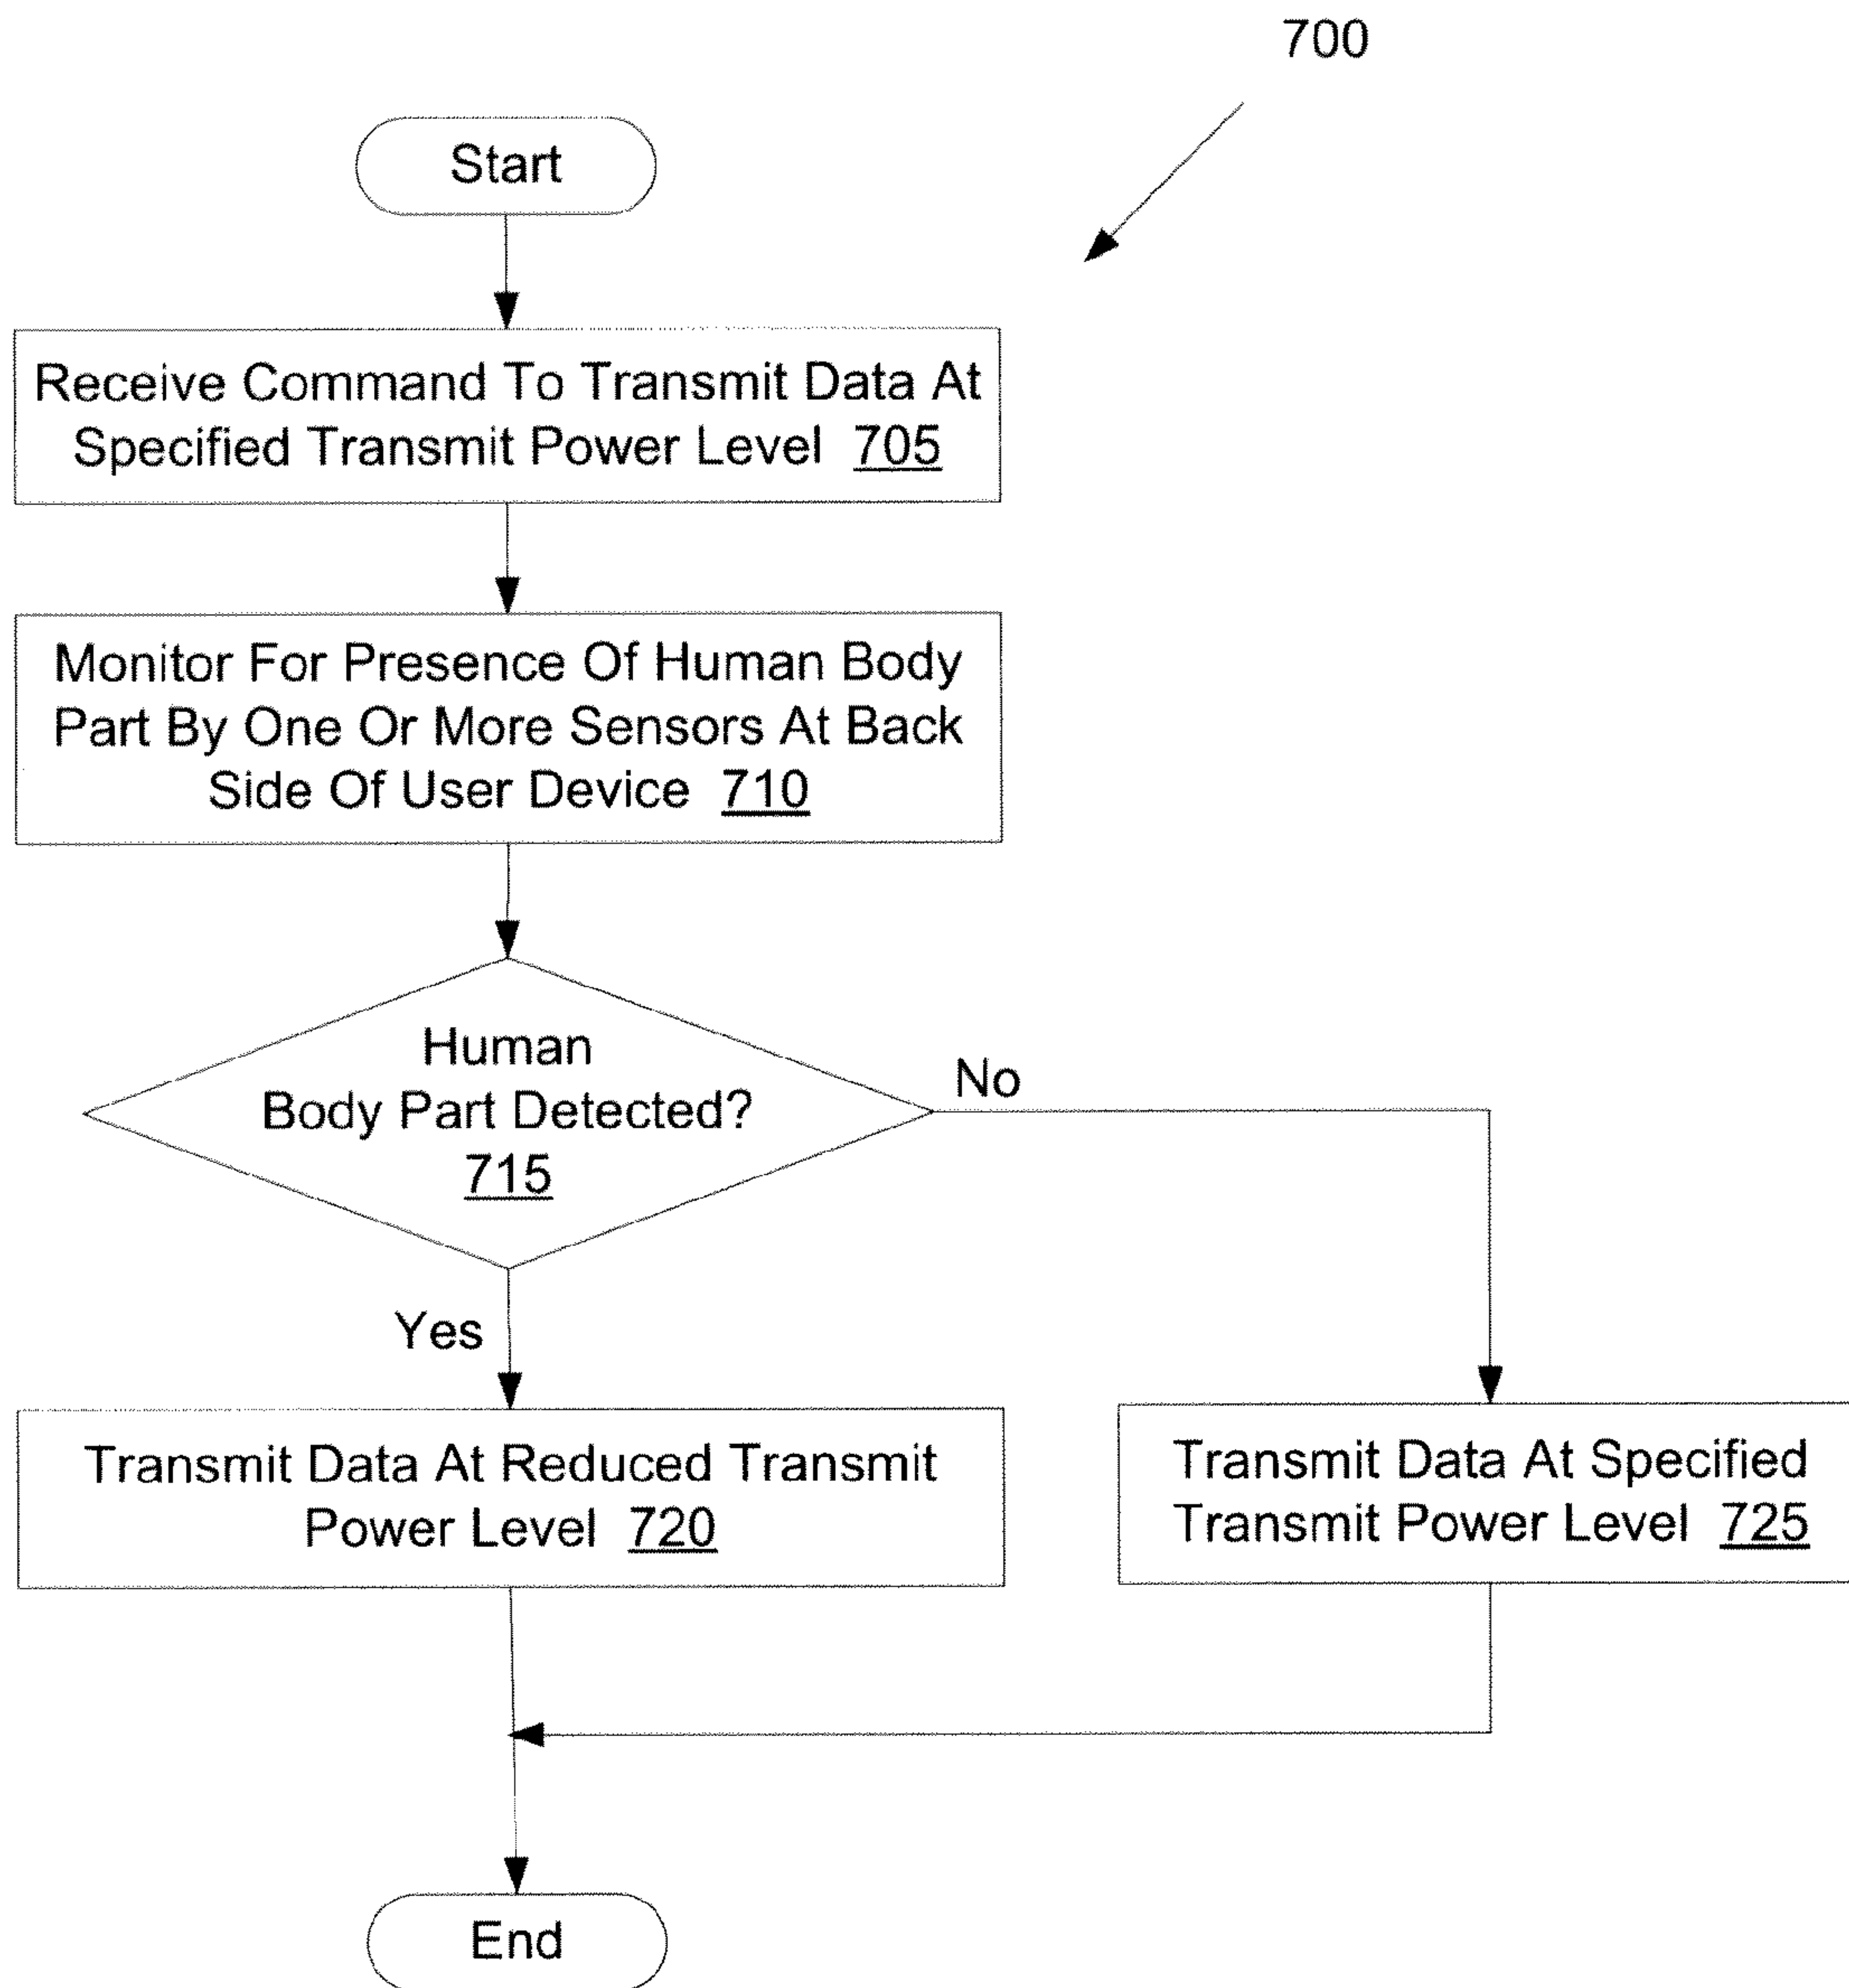 700
Start
Receive Command To Transmit Data At
Specified Transmit Power Level 705
Monitor For Presence Of Human Body
Part By One Or More Sensors At Back
Side Of User Device 710
Human
Body Part Detected?
715
No
Yes
Transmit Data At Reduced Transmit
Power Level 720
Transmit Data At Specified
Transmit Power Level 725
End